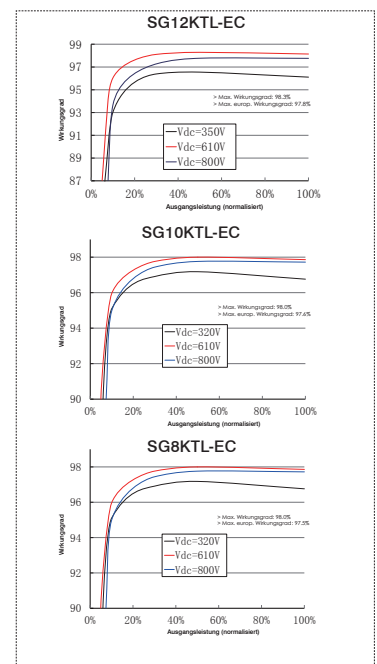 SG12KTL-EC
99
97
95
93
91
89
87
Wirkungsgrad
> Max. Wirkungsgrad: 98.3%
> Max. europ. Wirkungsgrad: 97.8%
Vdc=350V
Vdc=610V
Vdc=800V
0% 20% 40% 60% 80% 100%
Ausgangsleistung (normalisiert)
SG10KTL-EC
98
96
94
92
90
Wirkungsgrad
> Max. Wirkungsgrad: 98.0%
> Max. europ. Wirkungsgrad: 97.6%
Vdc=320V
Vdc=610V
Vdc=800V
0% 20% 40% 60% 80% 100%
Ausgangsleistung (normalisiert)
SG8KTL-EC
98
96
94
92
90
Wirkungsgrad
> Max. Wirkungsgrad: 98.0%
> Max. europ. Wirkungsgrad: 97.5%
Vdc=320V
Vdc=610V
Vdc=800V
0% 20% 40% 60% 80% 100%
Ausgangsleistung (normalisiert)